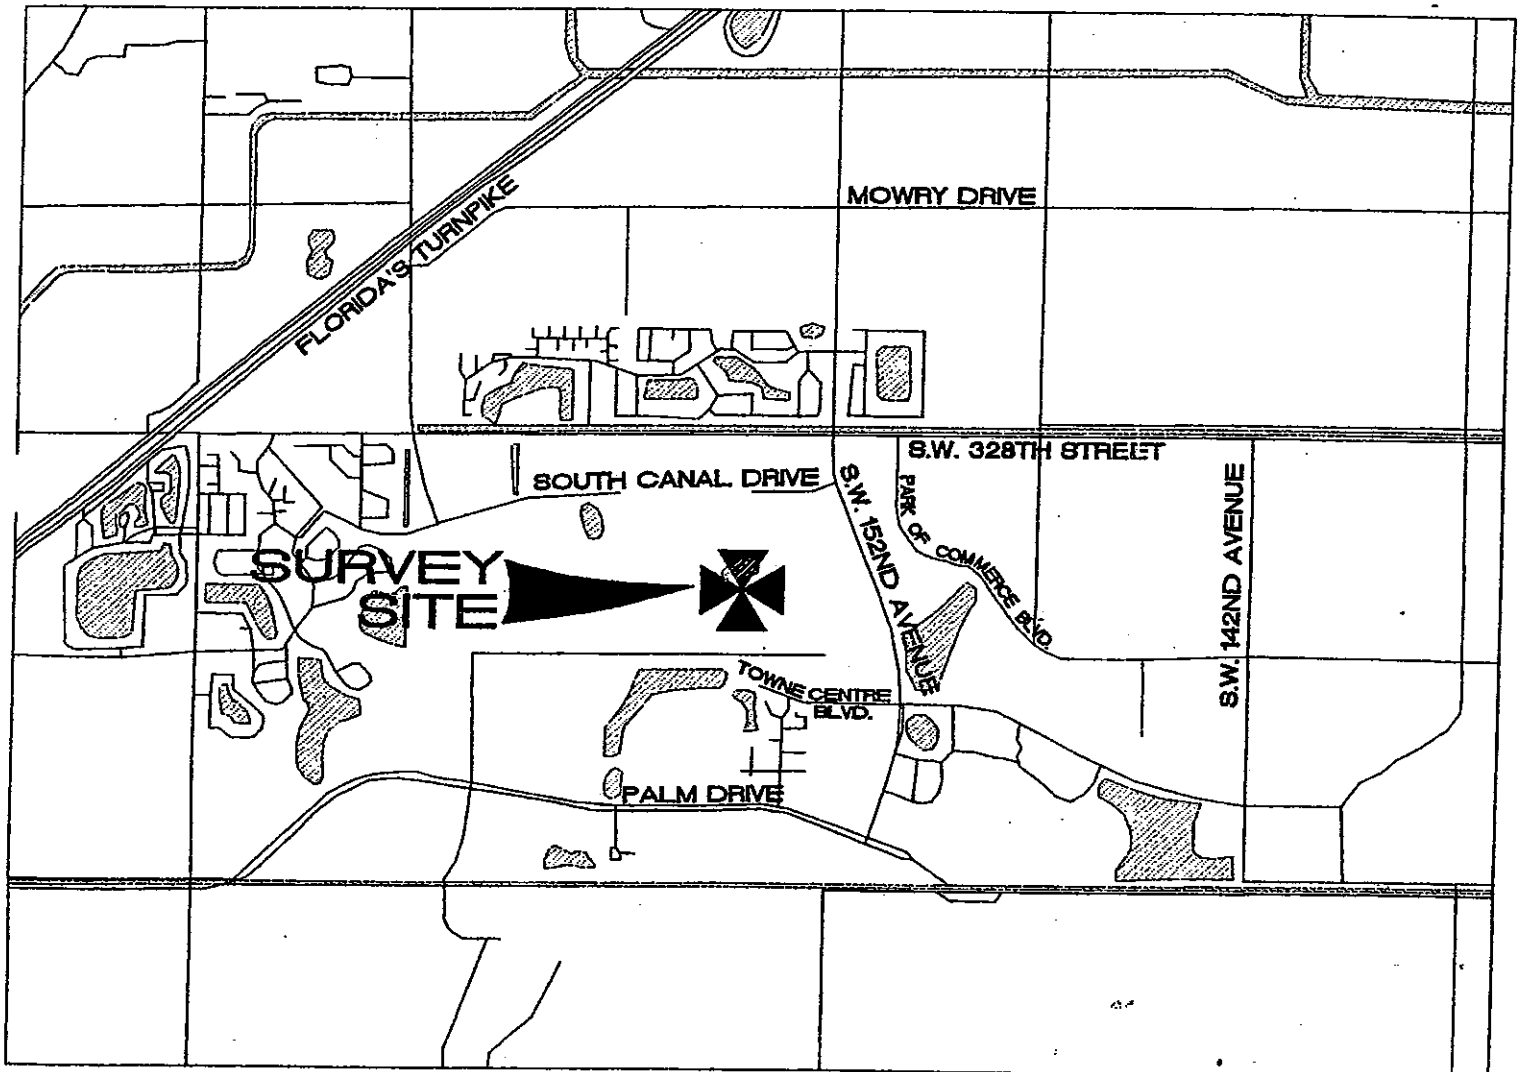 MOWRY DRIVE
FLORIDA'S TURNPIKE
S.W. 328TH STREET
SOUTH CANAL DRIVE
S.W. 152ND AVENUE
PARK OF COMMERCE BLVD.
S.W. 142ND AVENUE
SURVEY
SITE
TOWNE CENTRE
BLVD.
PALM DRIVE